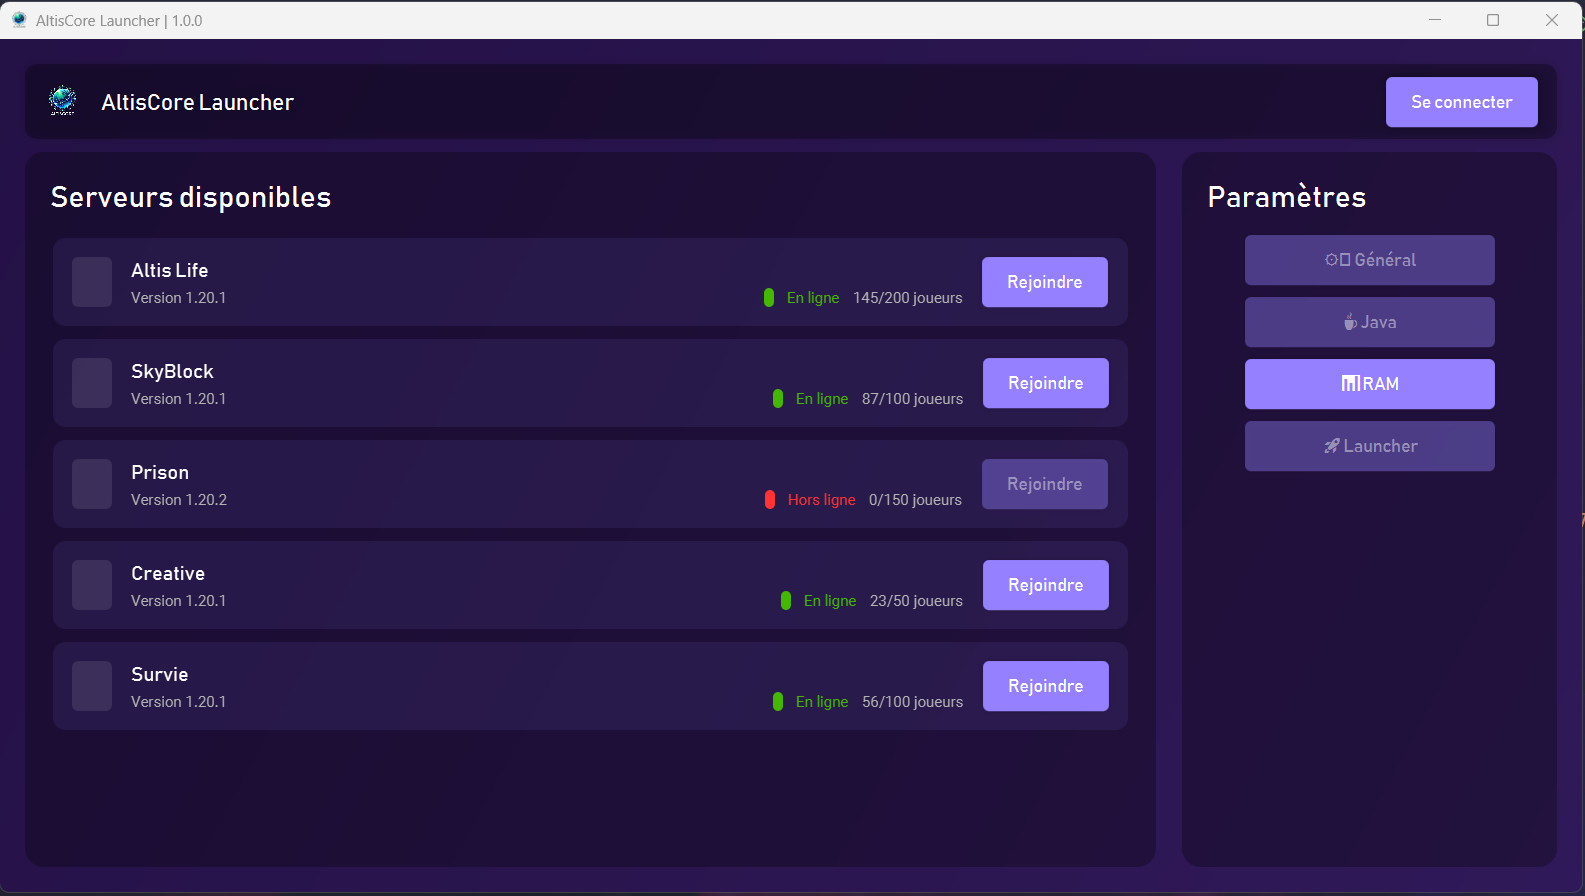 AltisCore Launcher | 1.0.0
AltisCore Launcher
Se connecter
Serveurs disponibles
Altis Life
Version 1.20.1
En ligne 145/200 joueurs
Rejoindre
SkyBlock
Version 1.20.1
En ligne 87/100 joueurs
Rejoindre
Prison
Version 1.20.2
Hors ligne 0/150 joueurs
Rejoindre
Creative
Version 1.20.1
En ligne 23/50 joueurs
Rejoindre
Survie
Version 1.20.1
En ligne 56/100 joueurs
Rejoindre
Paramètres
Général
Java
RAM
Launcher